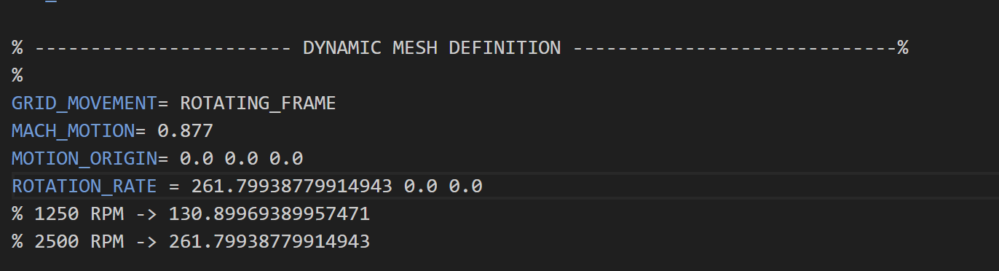 % ----------------------- DYNAMIC MESH DEFINITION -----------------------------%
%
GRID_MOVEMENT= ROTATING_FRAME
MACH_MOTION= 0.877
MOTION_ORIGIN= 0.0 0.0 0.0
ROTATION_RATE = 261.79938779914943 0.0 0.0
% 1250 RPM -> 130.89969389957471
% 2500 RPM -> 261.79938779914943